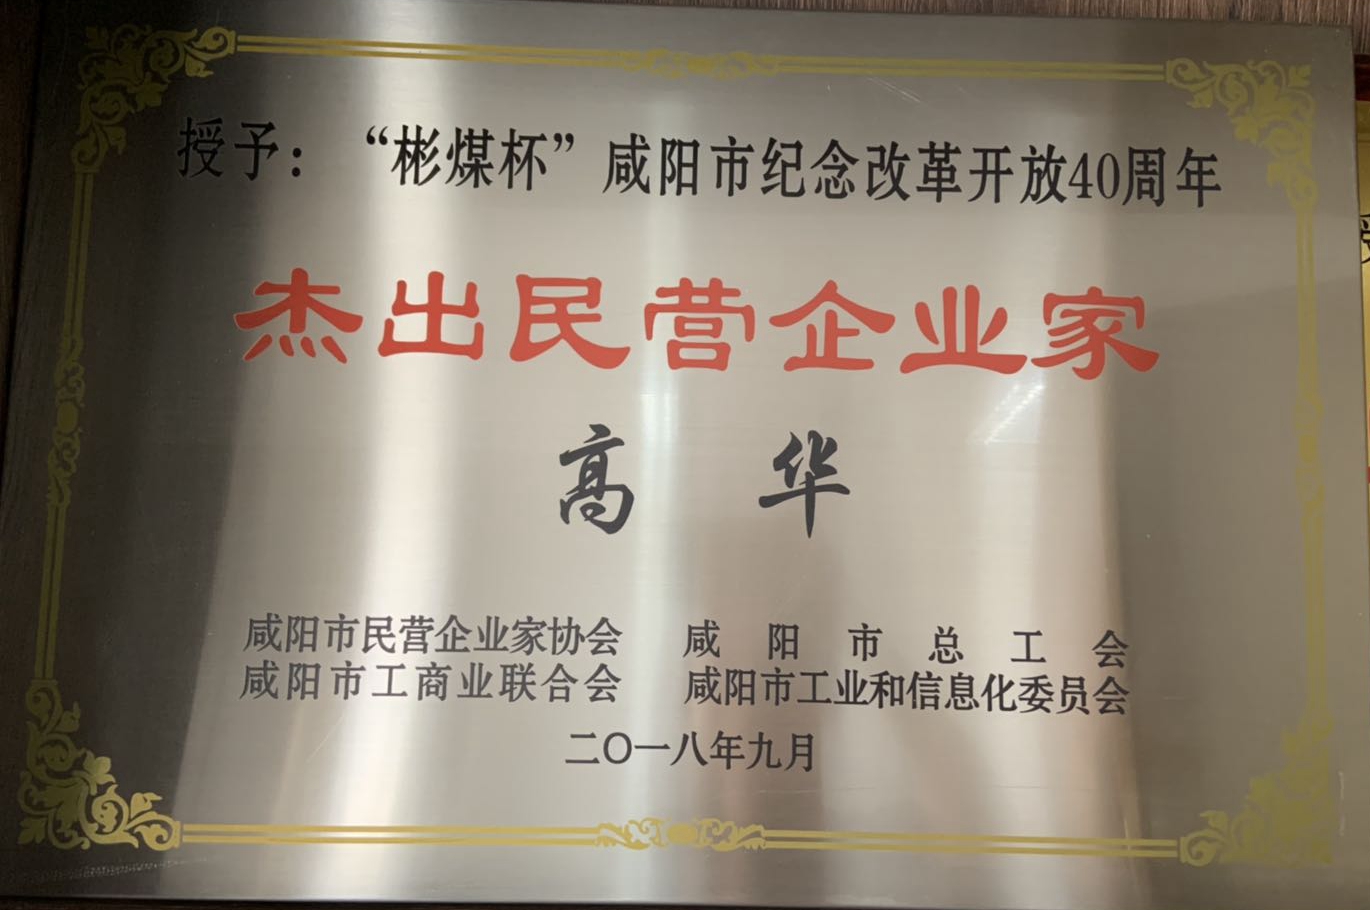 授予：“彬煤杯”咸阳市纪念改革开放40周年
杰出民营企业家
高 华
咸阳市民营企业家协会 咸阳市总工会
咸阳市工商业联合会 咸阳市工业和信息化委员会
二〇一八年九月